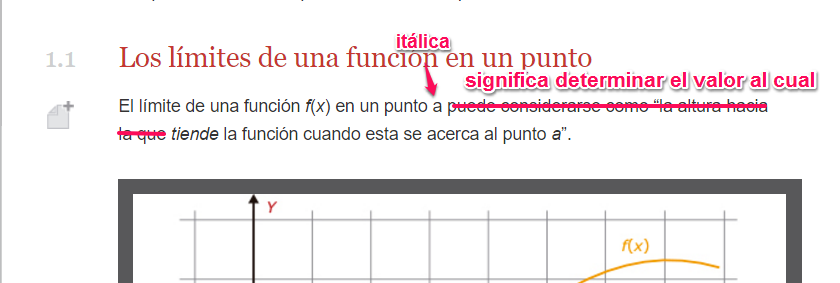 itálica
1.1 Los límites de una función en un punto
significa determinar el valor al cual
El límite de una función f(x) en un punto a puede considerarse como “la altura hacia
la que tiende la función cuando esta se acerca al punto a”.
Y
f(x)